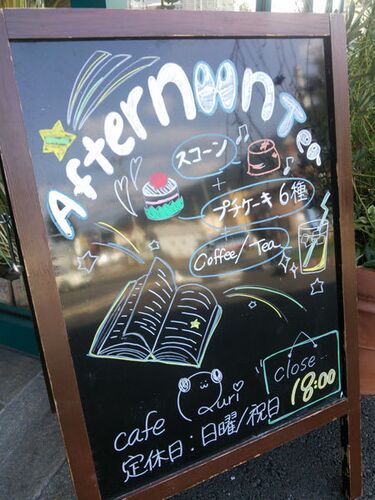 Afternoon Tea
スコーン
+
プチケーキ 6種
+
Coffee/Tea
cafe Quri
定休日:日曜/祝日
close...
18:00